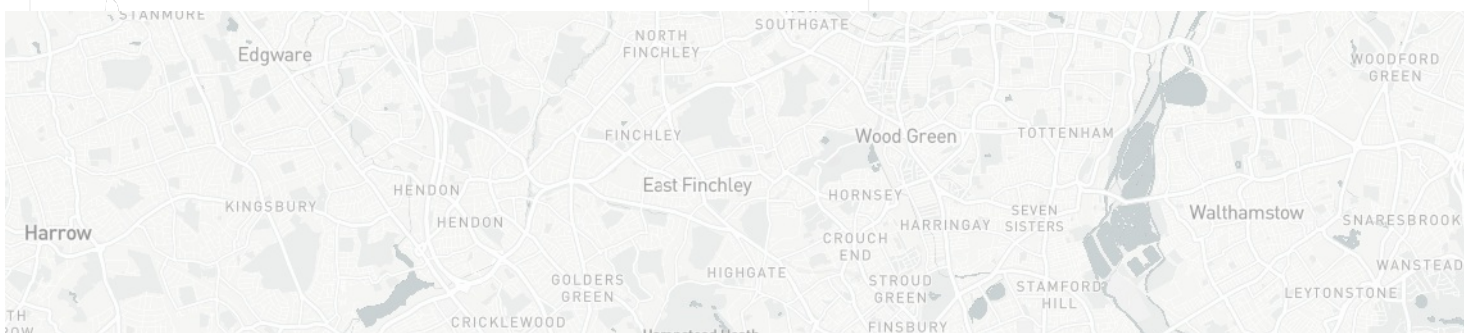 STANMORE
SOUTHGATE
Edgware
NORTH
FINCHLEY
WOODFORD
GREEN
FINCHLEY
Wood Green
TOTTENHAM
HENDON
East Finchley
HORNSEY
KINGSBURY
HENDON
HARRINGAY
SEVEN
SISTERS
Walthamstow
SNARESBROOK
Harrow
CROUCH
END
GOLDERS
GREEN
HIGHGATE
STROUD
GREEN
STAMFORD
HILL
LEYTONSTONE
WANSTEAD
CRICKLEWOOD
FINSBURY